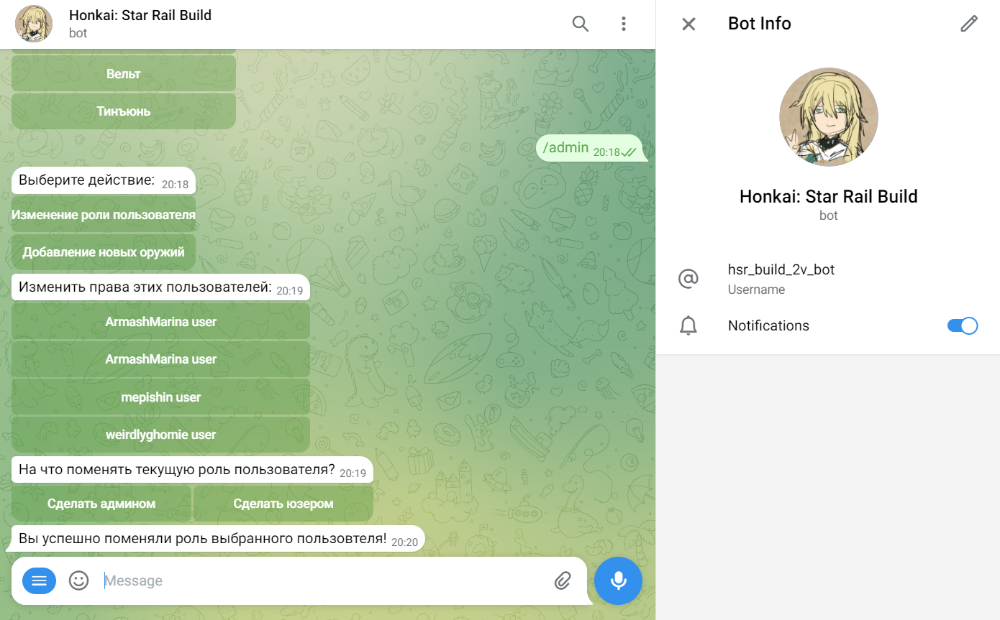 Honkai: Star Rail Build
bot
Вельт
Тинъюнь
/admin 20:18
Выберите действие: 20:18
Изменение роли пользователя
Добавление новых оружий
Изменить права этих пользователей: 20:19
ArmashMarina user
ArmashMarina user
mepishin user
weirdlyghomie user
На что поменять текущую роль пользователя? 20:19
Сделать админом
Сделать юзером
Вы успешно поменяли роль выбранного пользовтеля! 20:20
Message
Bot Info
Honkai: Star Rail Build
bot
hsr_build_2v_bot
Username
Notifications